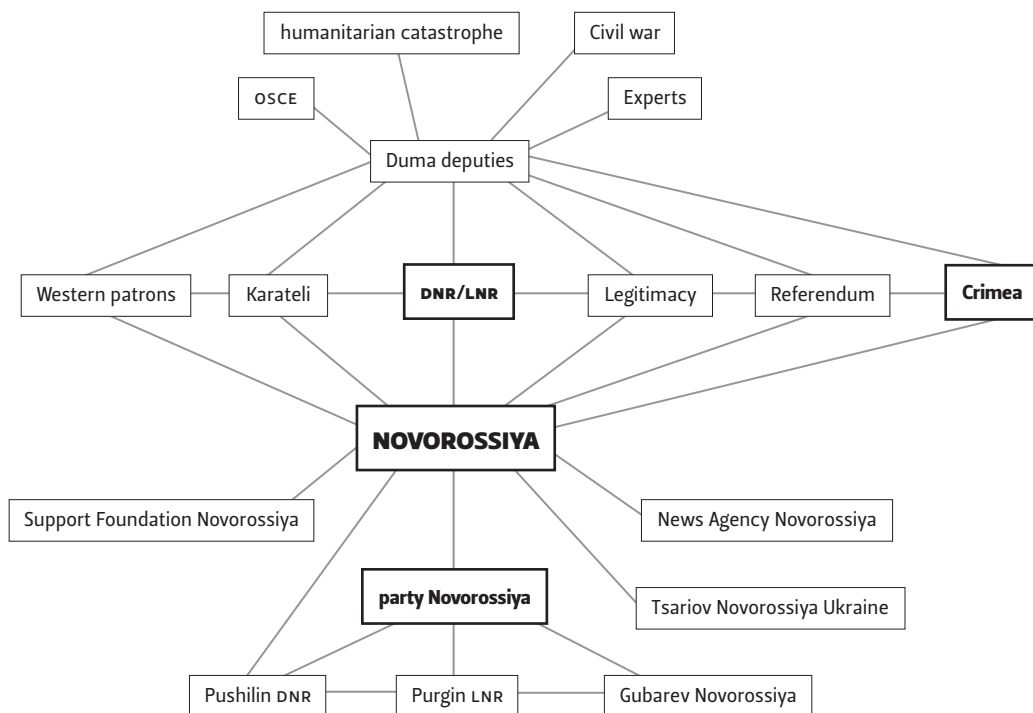 humanitarian catastrophe
Civil war
OSCE
Experts
Duma deputies
Western patrons
Karateli
DNR/LNR
Legitimacy
Referendum
Crimea
NOVOROSSIYA
Support Foundation Novorossiya
News Agency Novorossiya
party Novorossiya
Tsariov Novorossiya Ukraine
Pushilin DNR
Purgin LNR
Gubarev Novorossiya